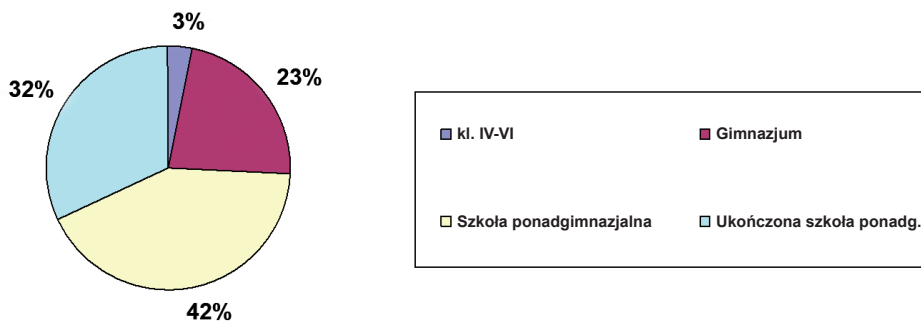 3%
23%
32%
42%
kl. IV-VI
Gimnazjum
Szkoła ponadgimnazjalna
Ukończona szkoła ponadg.